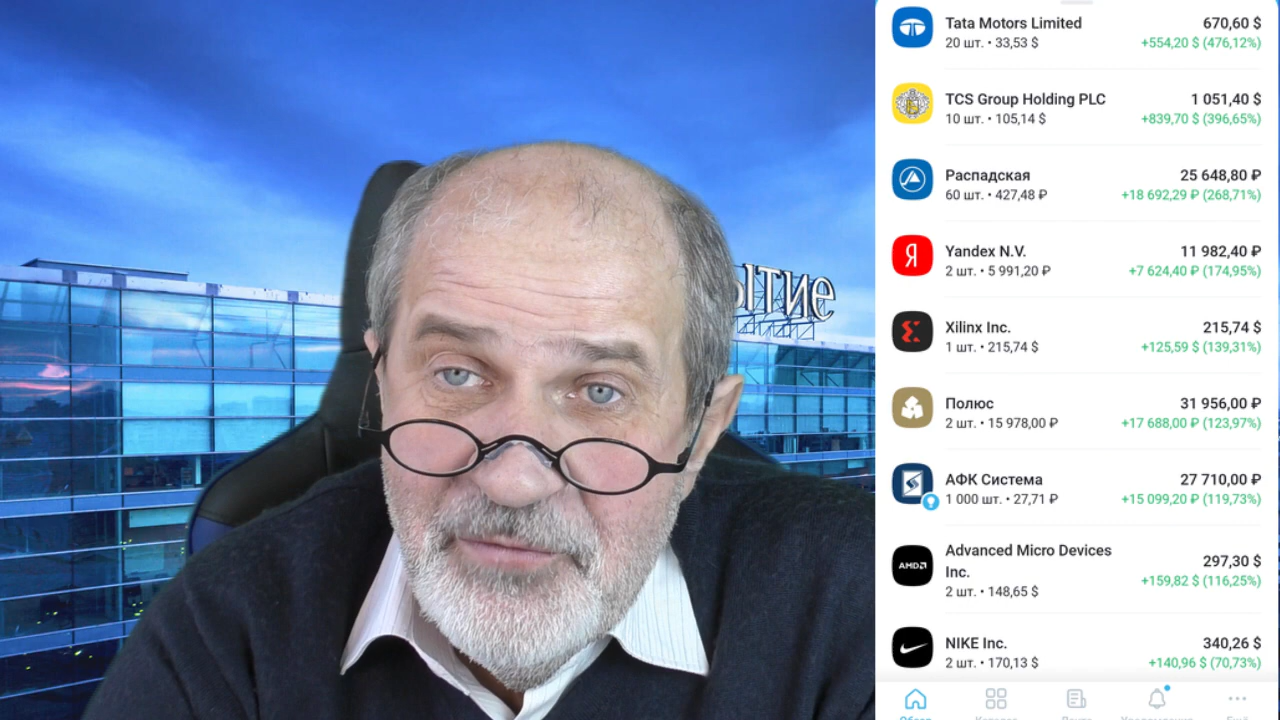 ытие
Tata Motors Limited
670,60 $
20 шт. • 33,53 $
+554,20 $ (476,12%)
TCS Group Holding PLC
1 051,40 $
10 шт. • 105,14 $
+839,70 $ (396,65%)
Распадская
25 648,80 ₽
60 шт. • 427,48 ₽
+18 692,29 ₽ (268,71%)
Я
Yandex N.V.
11 982,40 ₽
2 шт. • 5 991,20 ₽
+7 624,40 ₽ (174,95%)
Xilinx Inc.
215,74 $
1 шт. • 215,74 $
+125,59 $ (139,31%)
Полюс
31 956,00 ₽
2 шт. • 15 978,00 ₽
+17 688,00 ₽ (123,97%)
АФК Система
27 710,00 ₽
1 000 шт. • 27,71 ₽
+15 099,20 ₽ (119,73%)
AMD
Advanced Micro Devices
Inc.
297,30 $
2 шт. • 148,65 $
+159,82 $ (116,25%)
NIKE Inc.
340,26 $
2 шт. • 170,13 $
+140,96 $ (70,73%)